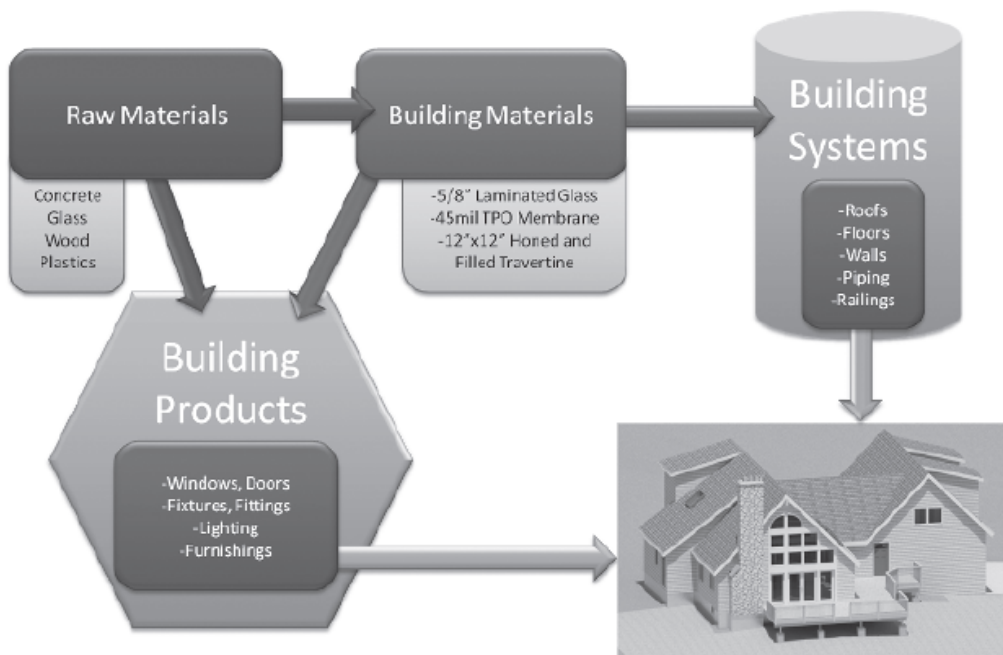 Raw Materials
Concrete
Glass
Wood
Plastics
Building Materials
-5/8" Laminated Glass
-45mil TPO Membrane
-12"x12" Honed and
Filled Travertine
Building
Systems
-Roofs
-Floors
-Walls
-Piping
-Railings
Building
Products
-Windows, Doors
-Fixtures, Fittings
-Lighting
-Furnishings